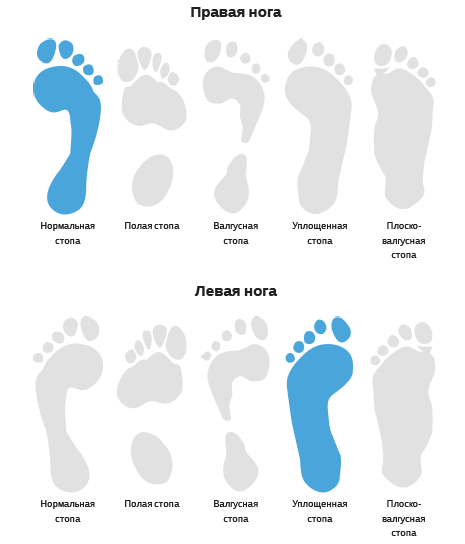 Правая нога
Нормальная стопа
Полая стопа
Валгусная стопа
Уплощенная стопа
Плоско-валгусная стопа
Левая нога
Нормальная стопа
Полая стопа
Валгусная стопа
Уплощенная стопа
Плоско-валгусная стопа